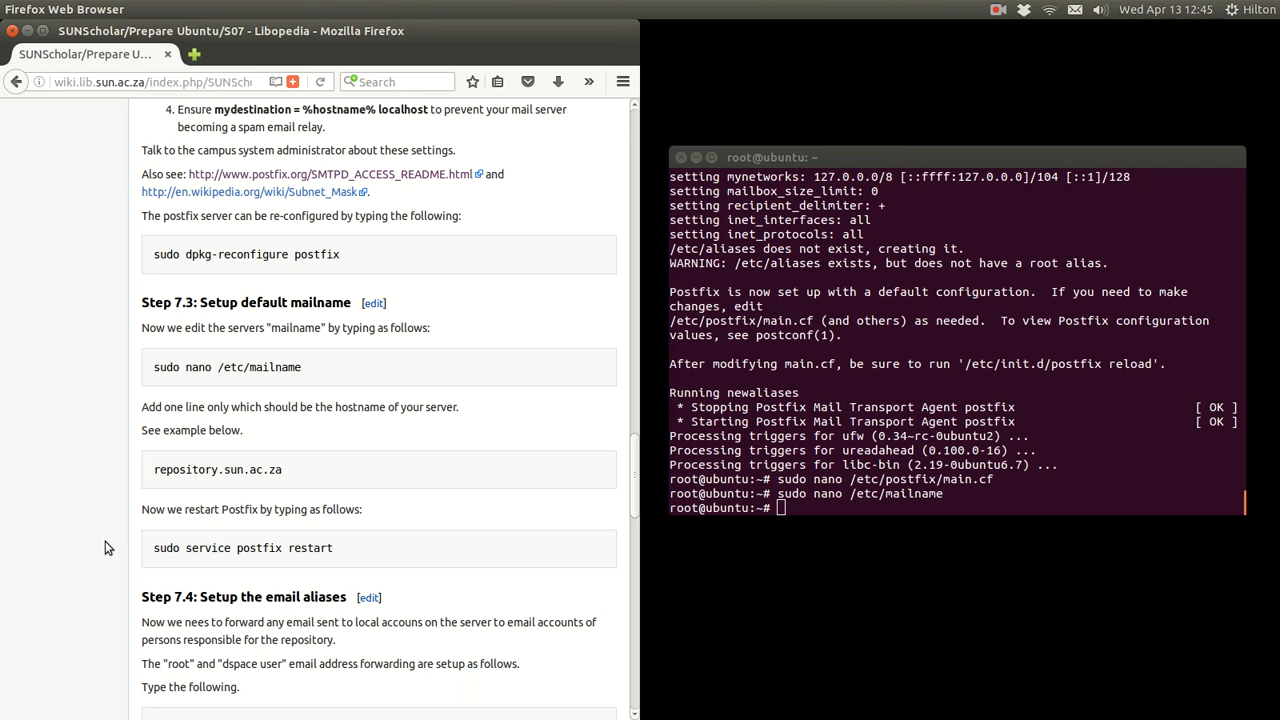 Firefox Web Browser
Wed Apr 13 12:45 Hilton
SUNScholar/Prepare Ubuntu/S07 - Libopedia - Mozilla Firefox
SUNScholar/Prepare U...
wiki.lib.sun.ac.za/index.php/SUNSch
Search
4. Ensure mydestination = %hostname% localhost to prevent your mail server
becoming a spam email relay.
Talk to the campus system administrator about these settings.
Also see: http://www.postfix.org/SMTPD_ACCESS_README.html and
http://en.wikipedia.org/wiki/Subnet_Mask.
The postfix server can be re-configured by typing the following:
sudo dpkg-reconfigure postfix
Step 7.3: Setup default mailname [edit]
Now we edit the servers "mailname" by typing as follows:
sudo nano /etc/mailname
Add one line only which should be the hostname of your server.
See example below.
repository.sun.ac.za
Now we restart Postfix by typing as follows:
sudo service postfix restart
Step 7.4: Setup the email aliases [edit]
Now we nees to forward any email sent to local accouns on the server to email accounts of
persons responsible for the repository.
The "root" and "dspace user" email address forwarding are setup as follows.
Type the following.
root@ubuntu: ~
setting mynetworks: 127.0.0.0/8 [::ffff:127.0.0.0]/104 [::1]/128
setting mailbox_size_limit: 0
setting recipient_delimiter: +
setting inet_interfaces: all
setting inet_protocols: all
/etc/aliases does not exist, creating it.
WARNING: /etc/aliases exists, but does not have a root alias.
Postfix is now set up with a default configuration.  If you need to make
changes, edit
/etc/postfix/main.cf (and others) as needed.  To view Postfix configuration
values, see postconf(1).
After modifying main.cf, be sure to run '/etc/init.d/postfix reload'.
Running newaliases
* Stopping Postfix Mail Transport Agent postfix [ OK ]
* Starting Postfix Mail Transport Agent postfix [ OK ]
Processing triggers for ufw (0.34~rc-0ubuntu2) ...
Processing triggers for ureadahead (0.100.0-16) ...
Processing triggers for libc-bin (2.19-0ubuntu6.7) ...
root@ubuntu:~# sudo nano /etc/postfix/main.cf
root@ubuntu:~# sudo nano /etc/mailname
root@ubuntu:~#